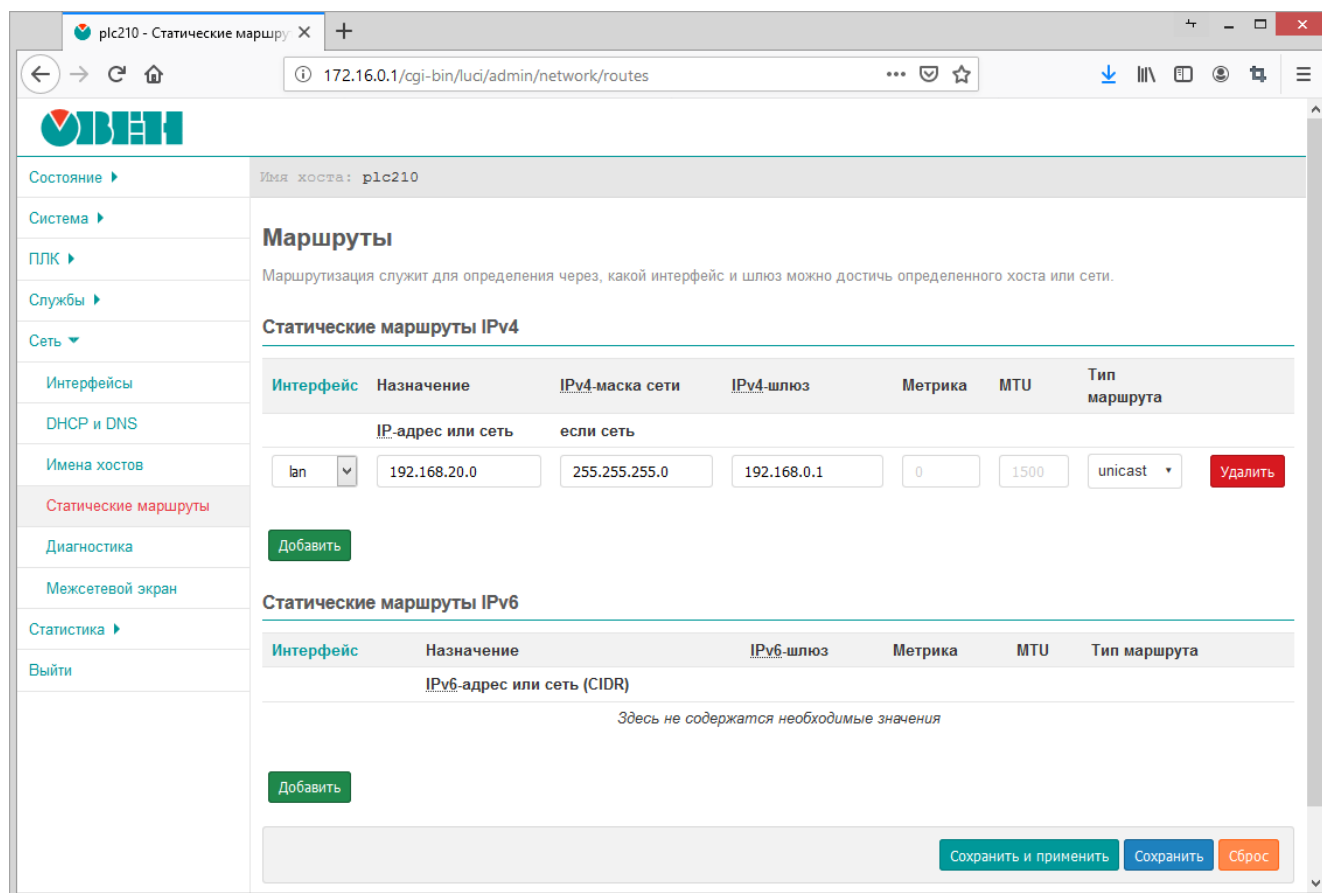 plc210 - Статические маршру
172.16.0.1/cgi-bin/luci/admin/network/routes
ОВЕН
Имя хоста: plc210
Состояние
Система
ПЛК
Службы
Сеть
Интерфейсы
DHCP и DNS
Имена хостов
Статические маршруты
Диагностика
Межсетевой экран
Статистика
Выйти
Маршруты
Маршрутизация служит для определения через, какой интерфейс и шлюз можно достичь определенного хоста или сети.
Статические маршруты IPv4
Интерфейс Назначение IPv4-маска сети IPv4-шлюз Метрика MTU Тип маршрута
IP-адрес или сеть если сеть
lan 192.168.20.0 255.255.255.0 192.168.0.1 0 1500 unicast Удалить
Добавить
Статические маршруты IPv6
Интерфейс Назначение IPv6-шлюз Метрика MTU Тип маршрута
IPv6-адрес или сеть (CIDR)
Здесь не содержатся необходимые значения
Добавить
Сохранить и применить Сохранить Сброс